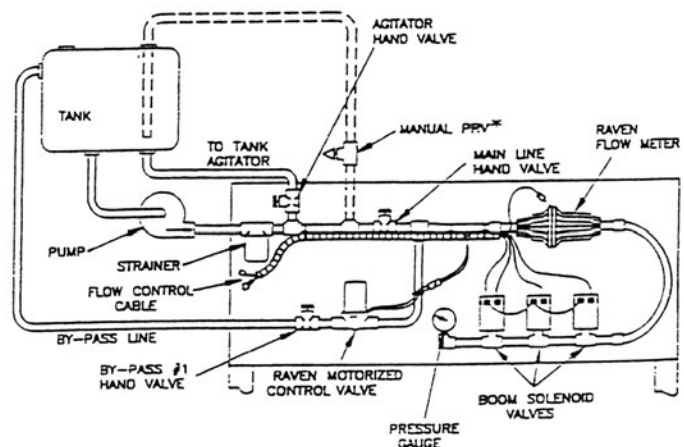 AGITATOR
HAND VALVE
TANK
TO TANK
AGITATOR
MANUAL PRV*
MAIN LINE
HAND VALVE
RAVEN
FLOW METER
PUMP
STRAINER
FLOW CONTROL
CABLE
BY-PASS LINE
BY-PASS #1
HAND VALVE
RAVEN MOTORIZED
CONTROL VALVE
PRESSURE
GAUGE
BOOM SOLENOID
VALVES